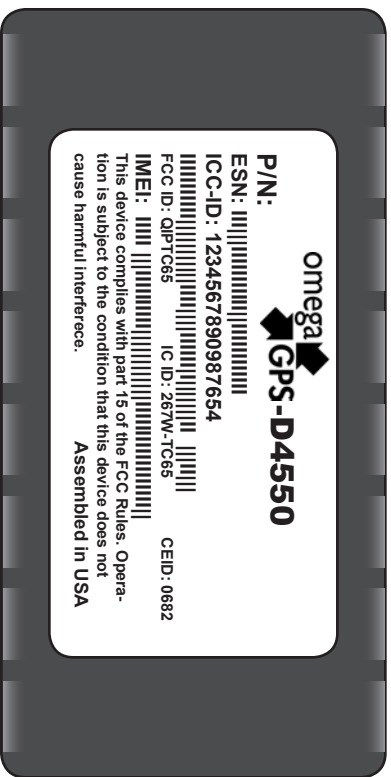 omega
GPS-D4550
P/N:
ESN:
ICC-ID: 1234567890987654
FCC ID: QIPTC65 IC ID: 267W-TC65 CEID: 0682
IMEI:
This device complies with part 15 of the FCC Rules. Opera-
tion is subject to the condition that this device does not
cause harmful interferece. Assembled in USA